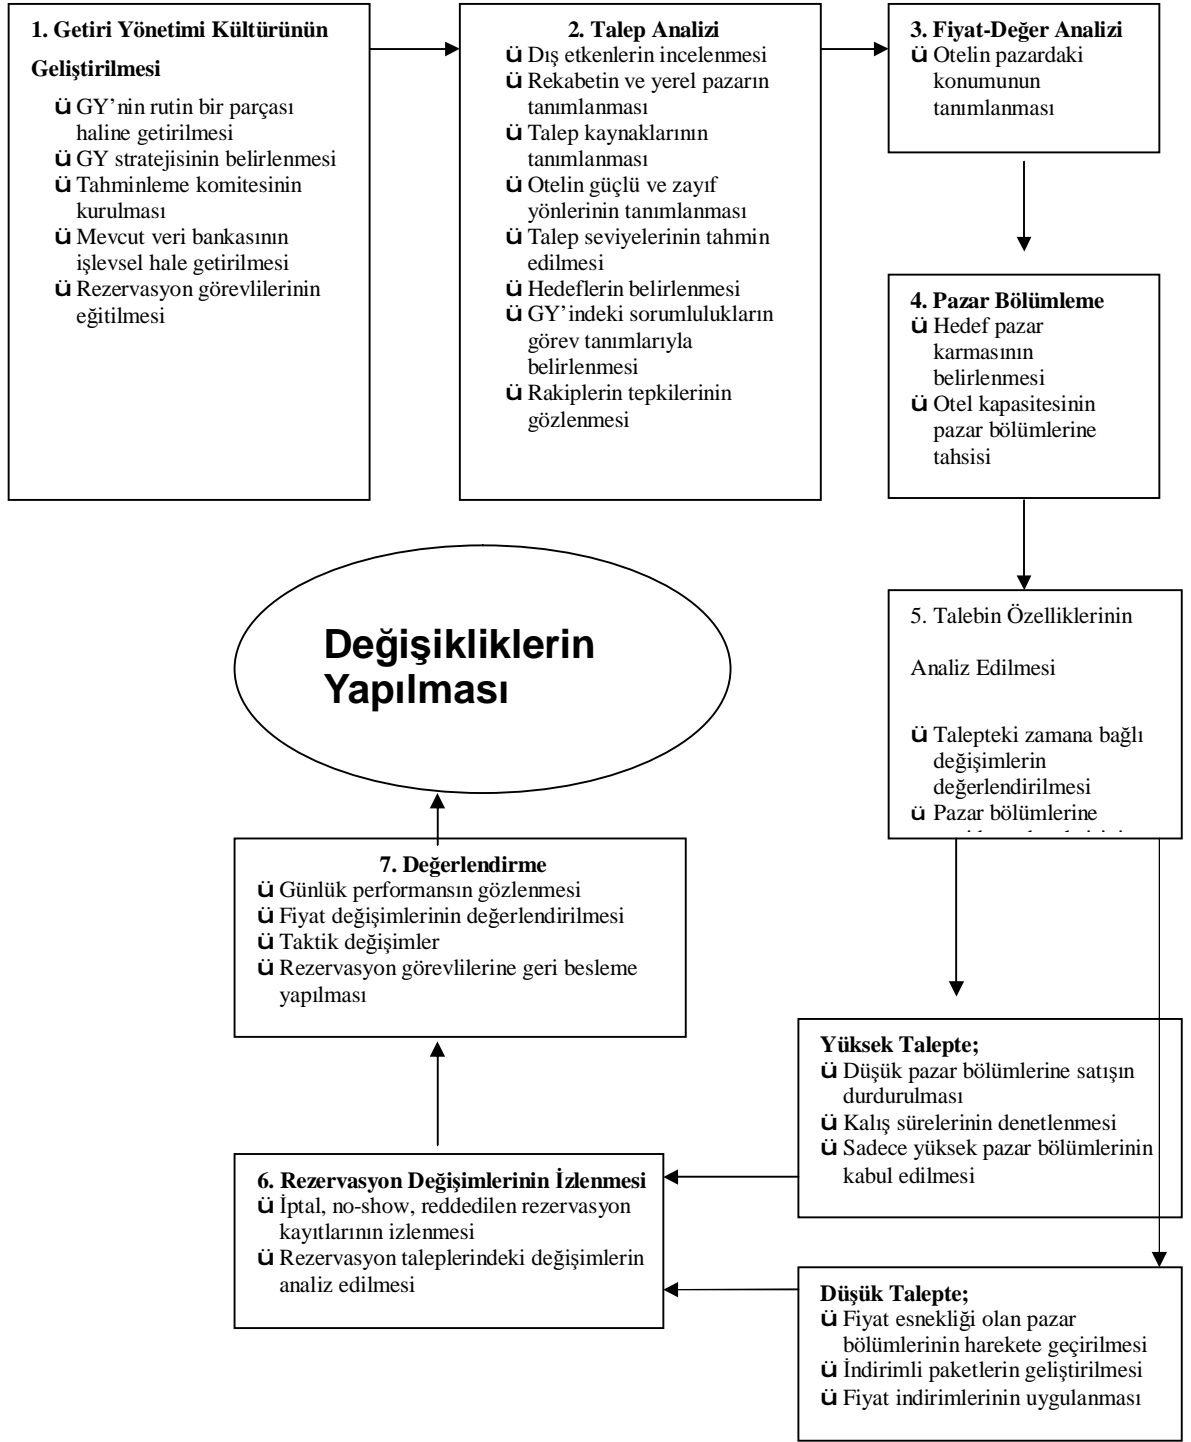 1. Getiri Yönetimi Kültürünün
Geliştirilmesi
ü GY’nin rutin bir parçası
haline getirilmesi
ü GY stratejisinin belirlenmesi
ü Tahminleme komitesinin
kurulması
ü Mevcut veri bankasının
işlevsel hale getirilmesi
ü Rezervasyon görevlilerinin
eğitilmesi
2. Talep Analizi
ü Dış etkenlerin incelenmesi
ü Rekabetin ve yerel pazarın
tanımlanması
ü Talep kaynaklarının
tanımlanması
ü Otelin güçlü ve zayıf
yönlerinin tanımlanması
ü Talep seviyelerinin tahmin
edilmesi
ü Hedeflerin belirlenmesi
ü GY’indeki sorumlulukların
görev tanımlarıyla
belirlenmesi
ü Rakiplerin tepkilerinin
gözlenmesi
3. Fiyat-Değer Analizi
ü Otelin pazardaki
konumunun
tanımlanması
4. Pazar Bölümleme
ü Hedef pazar
karmasının
belirlenmesi
ü Otel kapasitesinin
pazar bölümlerine
tahsisi
5. Talebin Özelliklerinin
Analiz Edilmesi
ü Talepteki zamana bağlı
değişimlerin
değerlendirilmesi
ü Pazar bölümlerine
Yüksek Talepte;
ü Düşük pazar bölümlerine satışın
durdurulması
ü Kalış sürelerinin denetlenmesi
ü Sadece yüksek pazar bölümlerinin
kabul edilmesi
Düşük Talepte;
ü Fiyat esnekliği olan pazar
bölümlerinin harekete geçirilmesi
ü İndirimli paketlerin geliştirilmesi
ü Fiyat indirimlerinin uygulanması
6. Rezervasyon Değişimlerinin İzlenmesi
ü İptal, no-show, reddedilen rezervasyon
kayıtlarının izlenmesi
ü Rezervasyon taleplerindeki değişimlerin
analiz edilmesi
7. Değerlendirme
ü Günlük performansın gözlenmesi
ü Fiyat değişimlerinin değerlendirilmesi
ü Taktik değişimler
ü Rezervasyon görevlilerine geri besleme
yapılması
Değişikliklerin
Yapılması